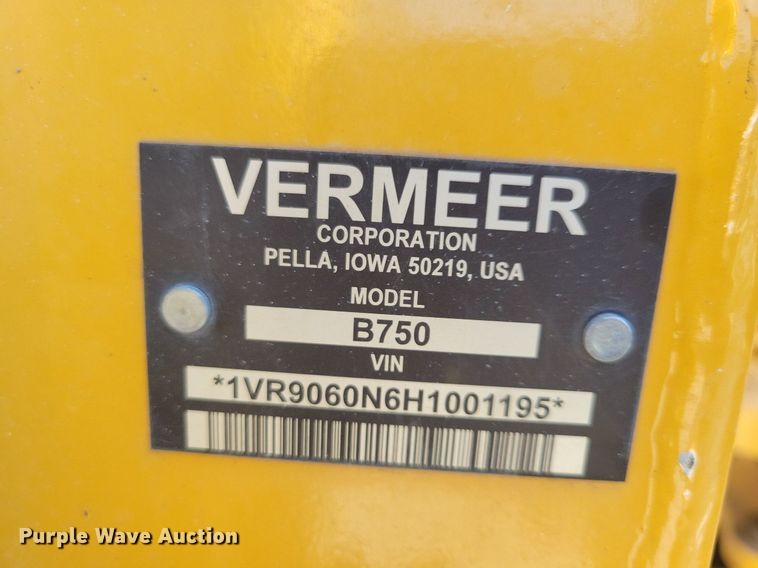 VERMEER
CORPORATION
PELLA, IOWA 50219, USA
MODEL
B750
VIN
*1VR9060N6H1001195*
Purple Wave Auction